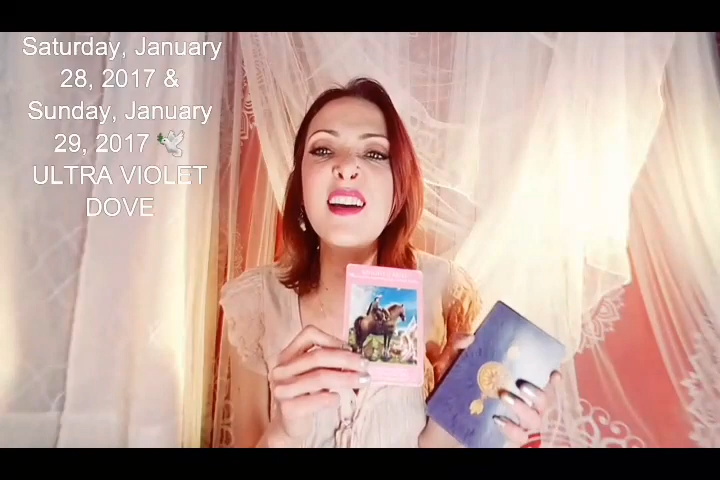 Saturday, January
28, 2017 &
Sunday, January
29, 2017 🕊
ULTRA VIOLET
DOVE